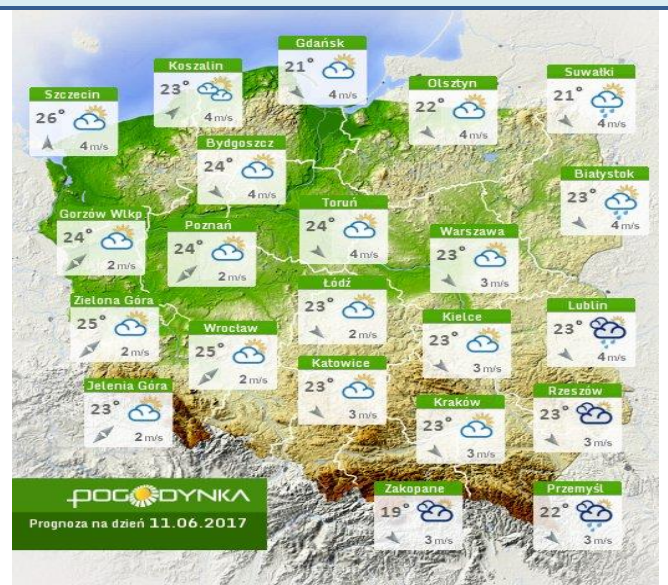 Gdańsk
21° 4 m/s
Koszalin
23° 4 m/s
Suwałki
21° 4 m/s
Olsztyn
22° 4 m/s
Szczecin
26° 4 m/s
Bydgoszcz
24° 4 m/s
Białystok
23° 4 m/s
Toruń
24° 4 m/s
Gorzów Wlkp.
24° 2 m/s
Poznań
24° 2 m/s
Warszawa
23° 3 m/s
Łódź
23° 2 m/s
Zielona Góra
25° 2 m/s
Lublin
23° 4 m/s
Kielce
23° 3 m/s
Wrocław
25° 2 m/s
Katowice
23° 3 m/s
Jelenia Góra
23° 2 m/s
Rzeszów
23° 3 m/s
Kraków
23° 3 m/s
Zakopane
19° 3 m/s
Przemyśl
22° 3 m/s
POGODYNKA
Prognoza na dzień 11.06.2017